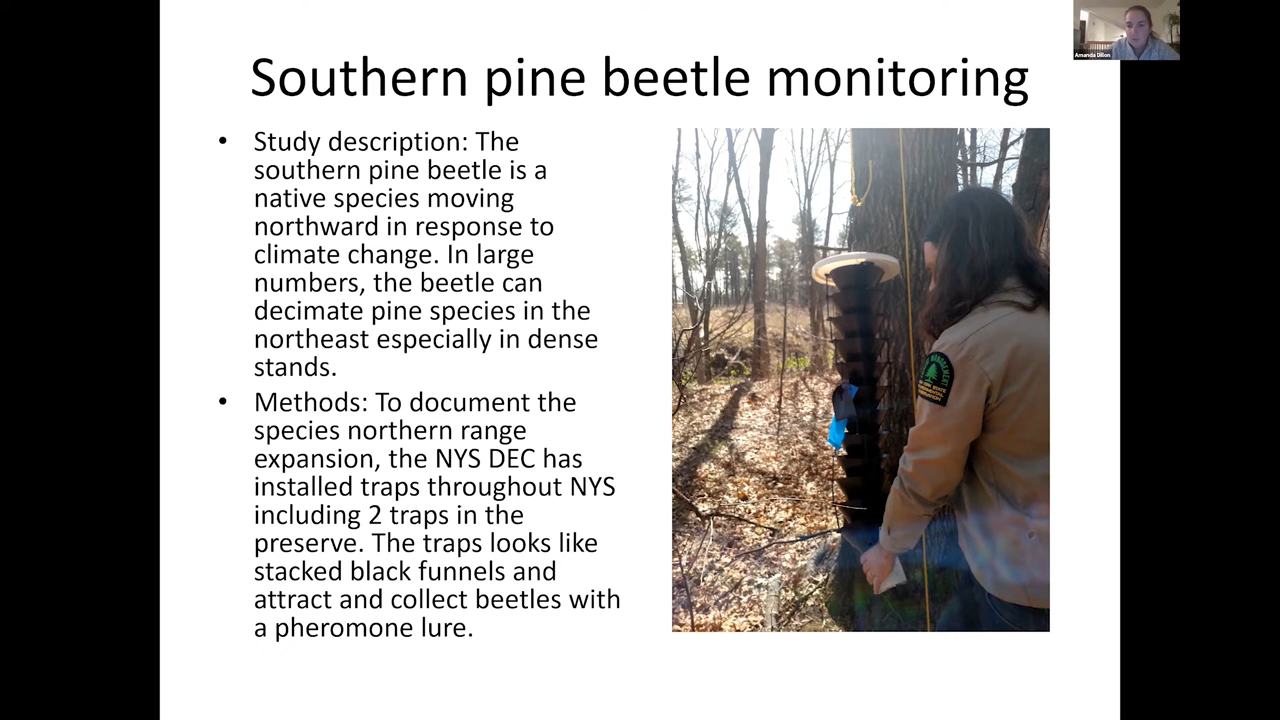 Amanda Dillon
Southern pine beetle monitoring
• Study description: The
southern pine beetle is a
native species moving
northward in response to
climate change. In large
numbers, the beetle can
decimate pine species in the
northeast especially in dense
stands.
• Methods: To document the
species northern range
expansion, the NYS DEC has
installed traps throughout NYS
including 2 traps in the
preserve. The traps looks like
stacked black funnels and
attract and collect beetles with
a pheromone lure.